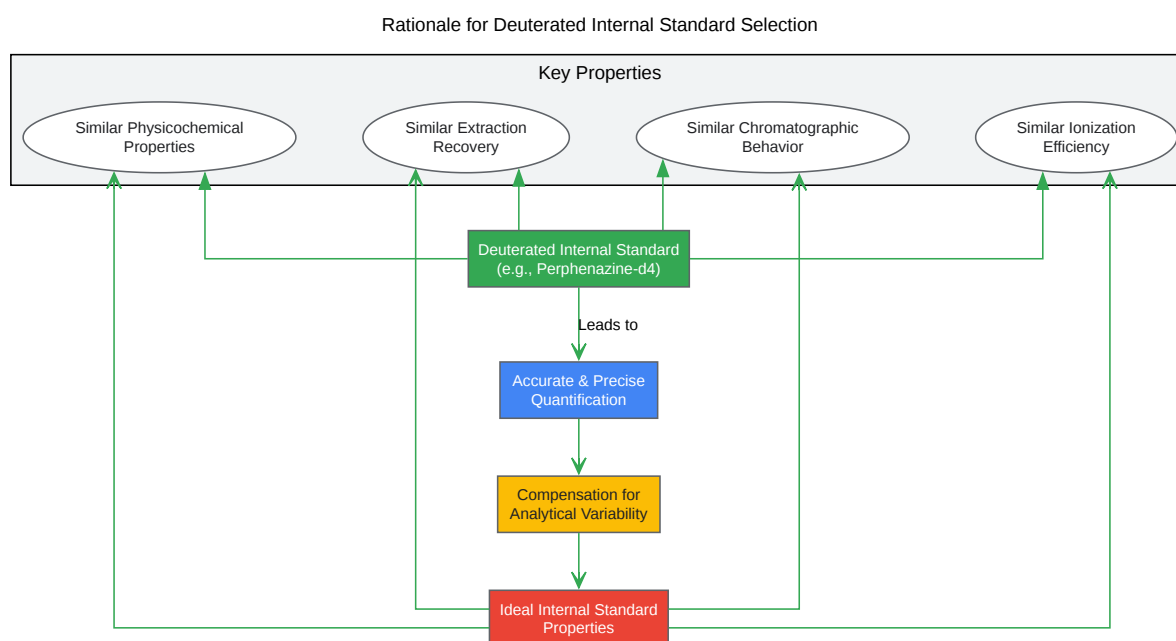 Rationale for Deuterated Internal Standard Selection
Key Properties
Similar Physicochemical
Properties
Similar Extraction
Recovery
Similar Chromatographic
Behavior
Similar Ionization
Efficiency
Deuterated Internal Standard
(e.g., Perphenazine-d4)
Leads to
Accurate & Precise
Quantification
Compensation for
Analytical Variability
Ideal Internal Standard
Properties